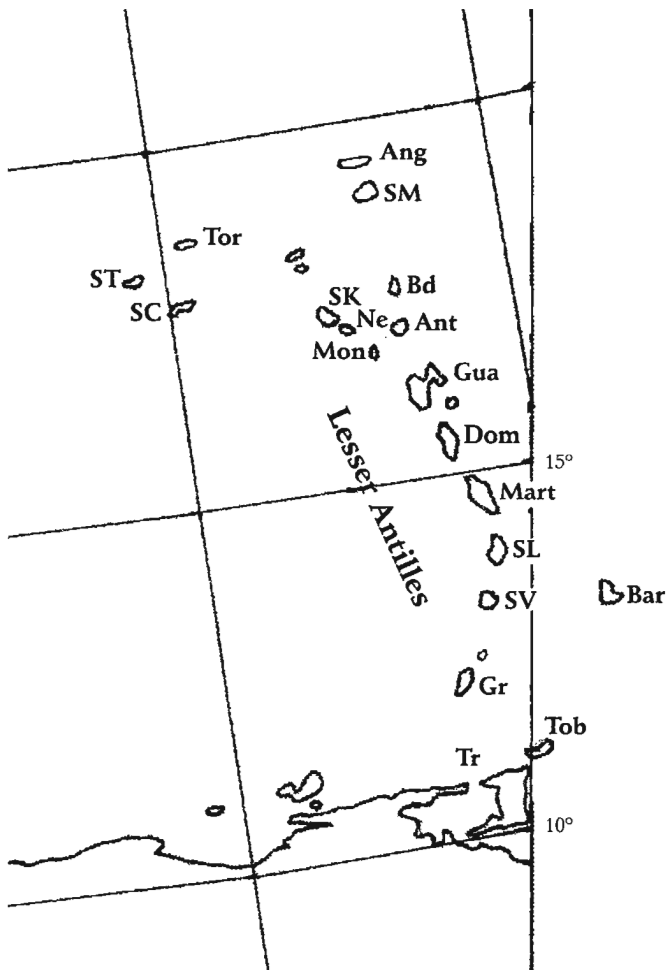 Ang
SM
Tor
ST
SC
Bd
SK
Ne
Ant
Mon
Gua
Dom
Lesser Antilles
15°
Mart
SL
SV
Bar
Gr
Tob
Tr
10°